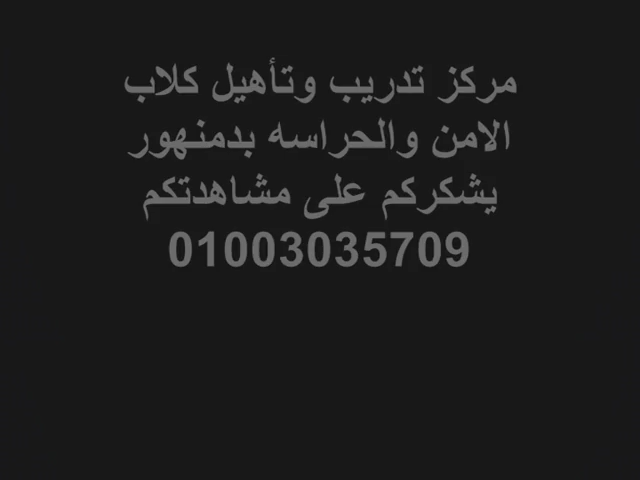 مركز تدريب وتأهيل كلاب
الامن والحراسه بدمنهور
يشكركم على مشاهدتكم
01003035709